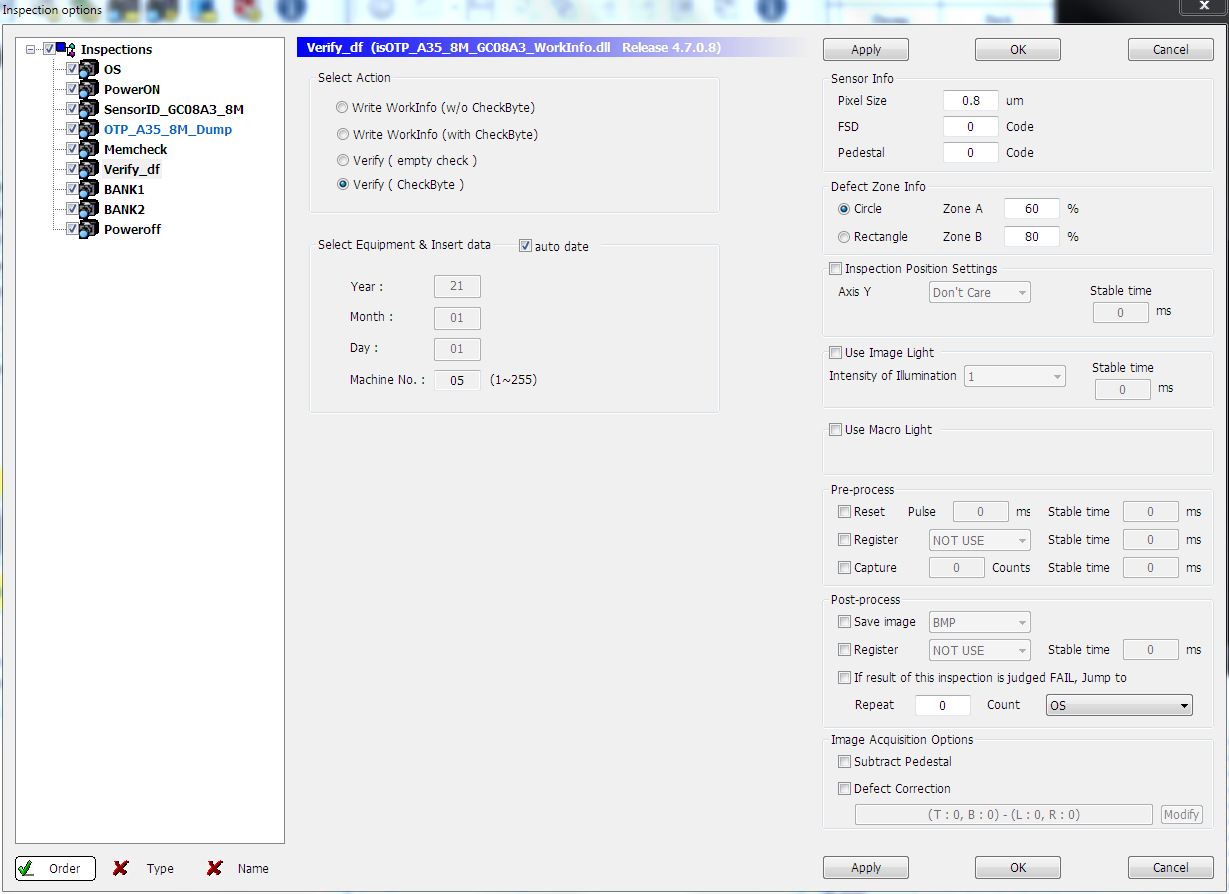 Inspection options
Inspections
OS
PowerON
SensorID_GC08A3_8M
OTP_A35_8M_Dump
Memcheck
Verify_df
BANK1
BANK2
Poweroff
Order
Type
Name
Verify_df (isOTP_A35_8M_GC08A3_WorkInfo.dll Release 4.7.0.8)
Select Action
Write WorkInfo (w/o CheckByte)
Write WorkInfo (with CheckByte)
Verify ( empty check )
Verify ( CheckByte )
Select Equipment & Insert data auto date
Year : 21
Month : 01
Day : 01
Machine No. : 05 (1~255)
Apply OK Cancel
Sensor Info
Pixel Size 0.8 um
FSD 0 Code
Pedestal 0 Code
Defect Zone Info
Circle Zone A 60 %
Rectangle Zone B 80 %
Inspection Position Settings
Axis Y Don't Care Stable time
0 ms
Use Image Light
Intensity of Illumination 1 Stable time
0 ms
Use Macro Light
Pre-process
Reset Pulse 0 ms Stable time 0 ms
Register NOT USE Stable time 0 ms
Capture 0 Counts Stable time 0 ms
Post-process
Save image BMP
Register NOT USE Stable time 0 ms
If result of this inspection is judged FAIL, Jump to
Repeat 0 Count OS
Image Acquisition Options
Subtract Pedestal
Defect Correction
(T : 0, B : 0) - (L : 0, R : 0) Modify
Apply OK Cancel